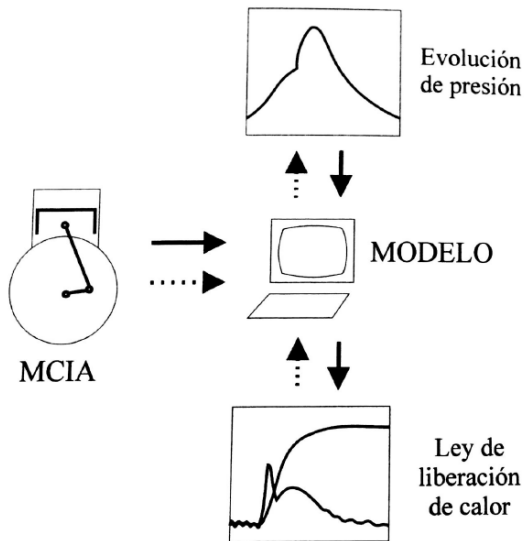 Evolución
de presión
MODELO
MCIA
Ley de
liberación
de calor